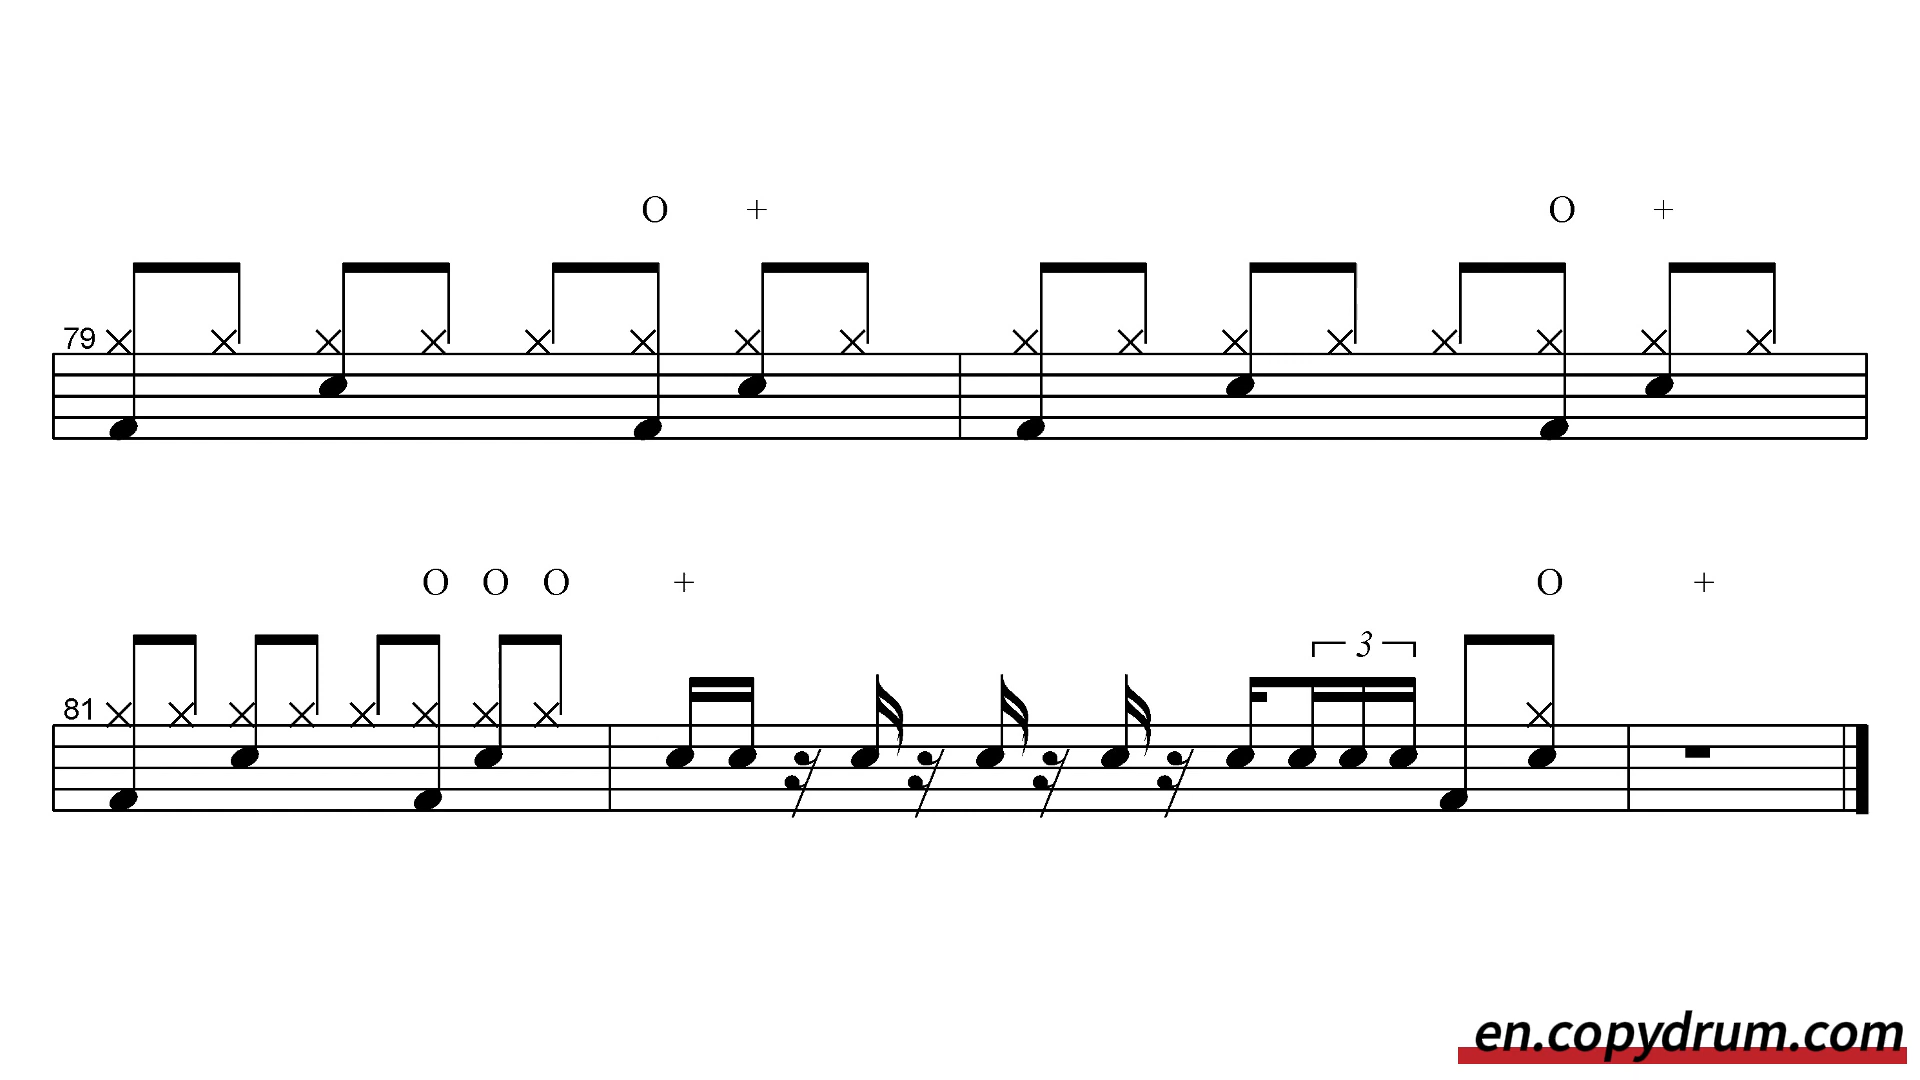 O + O +
79
O O O + O +
3
81
en.copydrum.com